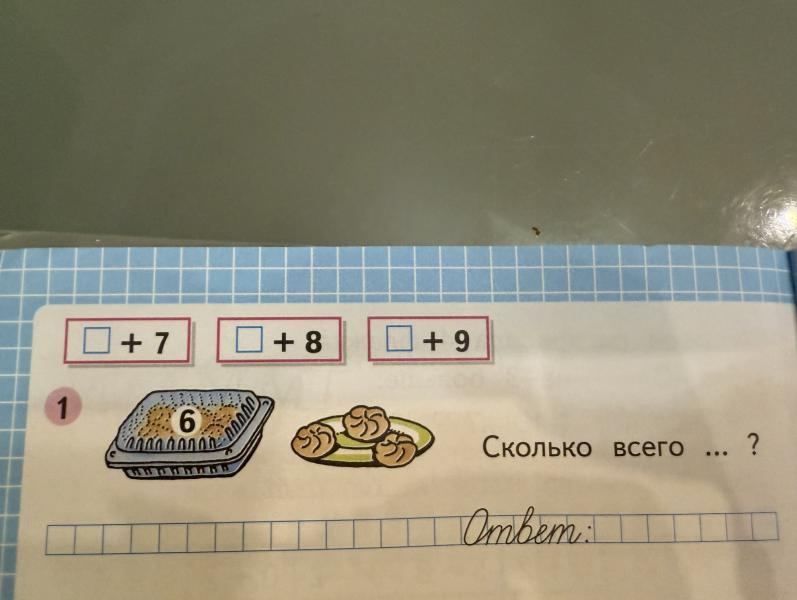 □ + 7 □ + 8 □ + 9
1
6
Сколько всего ... ?
Ответ: